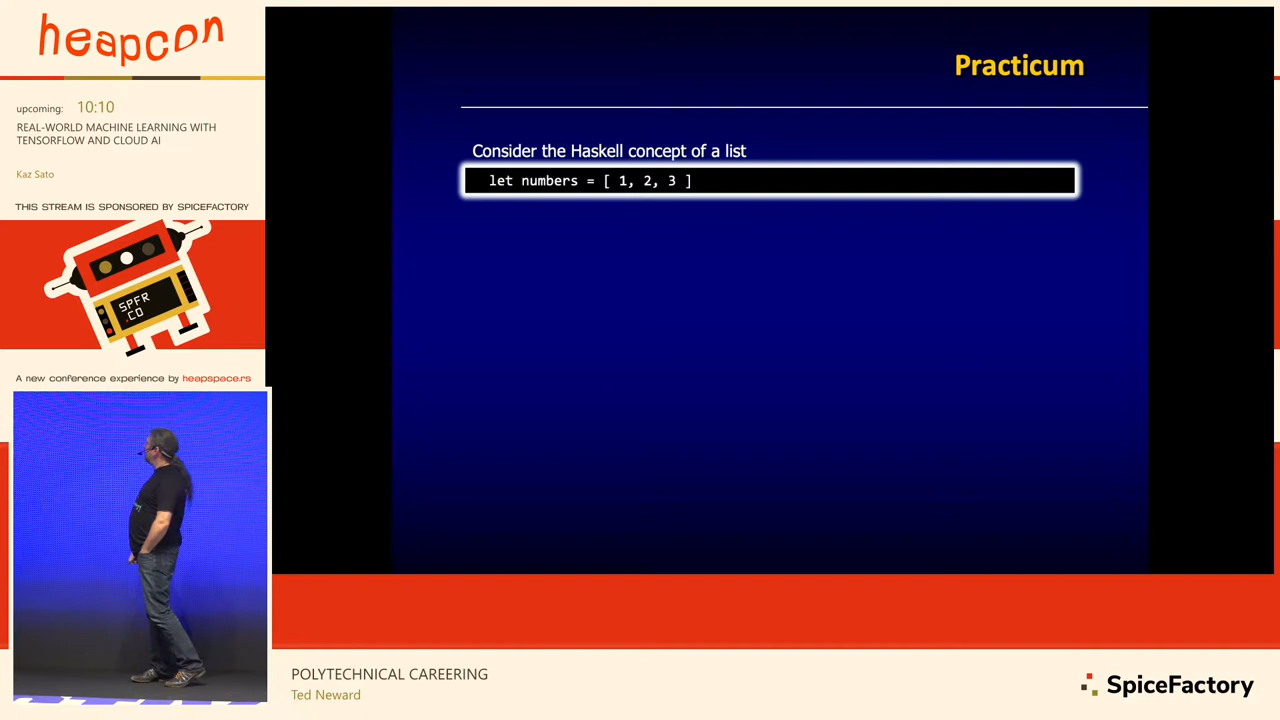 heapcon
upcoming: 10:10
REAL-WORLD MACHINE LEARNING WITH
TENSORFLOW AND CLOUD AI
Kaz Sato
THIS STREAM IS SPONSORED BY SPICEFACTORY
SPFR
.CO
A new conference experience by heapspace.rs
Practicum
Consider the Haskell concept of a list
let numbers = [ 1, 2, 3 ]
POLYTECHNICAL CAREERING
Ted Neward
SpiceFactory